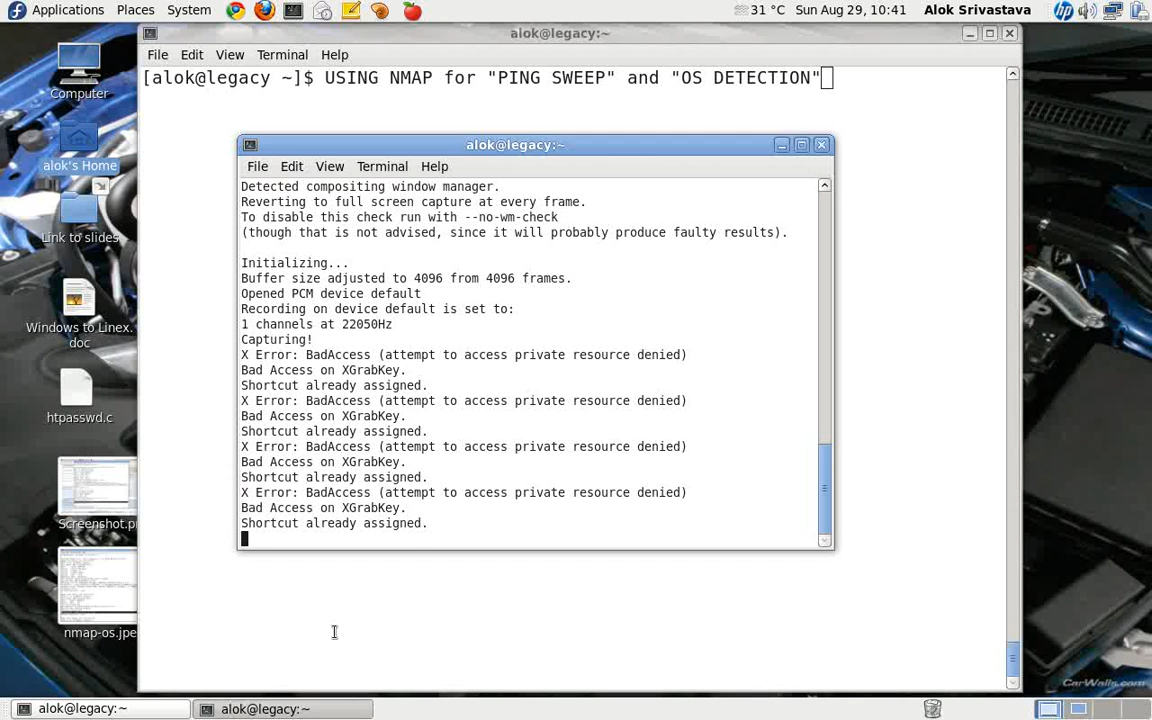 Applications Places System 31 °C Sun Aug 29, 10:41 Alok Srivastava
alok@legacy:~
File Edit View Terminal Help
[alok@legacy ~]$ USING NMAP for "PING SWEEP" and "OS DETECTION"
Computer
alok's Home
Link to slides
Windows to Linex.
doc
htpasswd.c
Screenshot.p
nmap-os.jpe
alok@legacy:~
File Edit View Terminal Help
Detected compositing window manager.
Reverting to full screen capture at every frame.
To disable this check run with --no-wm-check
(though that is not advised, since it will probably produce faulty results).
Initializing...
Buffer size adjusted to 4096 from 4096 frames.
Opened PCM device default
Recording on device default is set to:
1 channels at 22050Hz
Capturing!
X Error: BadAccess (attempt to access private resource denied)
Bad Access on XGrabKey.
Shortcut already assigned.
X Error: BadAccess (attempt to access private resource denied)
Bad Access on XGrabKey.
Shortcut already assigned.
X Error: BadAccess (attempt to access private resource denied)
Bad Access on XGrabKey.
Shortcut already assigned.
X Error: BadAccess (attempt to access private resource denied)
Bad Access on XGrabKey.
Shortcut already assigned.
CarWalls.com
alok@legacy:~ alok@legacy:~